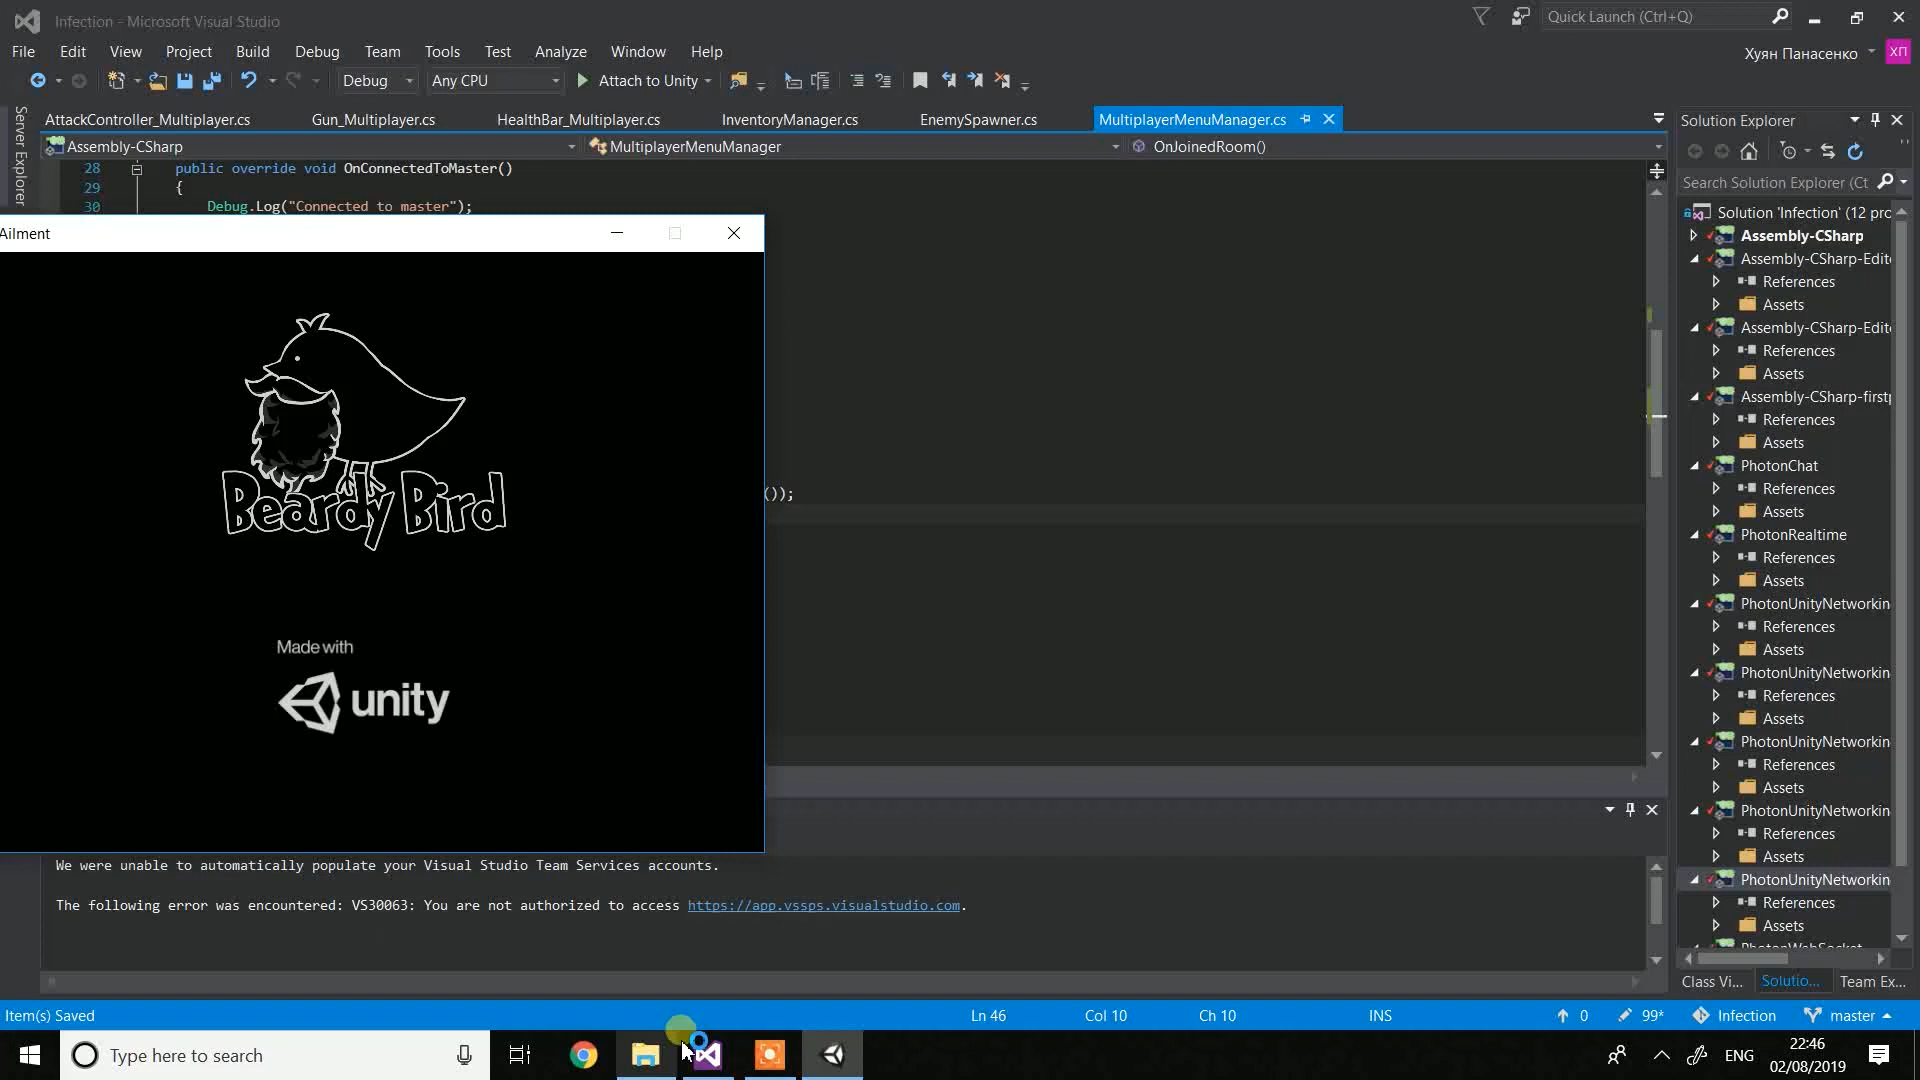 Infection - Microsoft Visual Studio
Quick Launch (Ctrl+Q)
File Edit View Project Build Debug Team Tools Test Analyze Window Help
Хуян Панасенко ХП
Debug Any CPU Attach to Unity
Server Explorer
AttackController_Multiplayer.cs Gun_Multiplayer.cs HealthBar_Multiplayer.cs InventoryManager.cs EnemySpawner.cs MultiplayerMenuManager.cs
Assembly-CSharp MultiplayerMenuManager OnJoinedRoom()
28 public override void OnConnectedToMaster()
29 {
30 Debug.Log("Connected to master");
Ailment
Beardy Bird
Made with
unity
());
We were unable to automatically populate your Visual Studio Team Services accounts.
The following error was encountered: VS30063: You are not authorized to access https://app.vssps.visualstudio.com.
Solution Explorer
Search Solution Explorer (Ct
Solution 'Infection' (12 pro
Assembly-CSharp
Assembly-CSharp-Edit
References
Assets
Assembly-CSharp-Edit
References
Assets
Assembly-CSharp-first
References
Assets
PhotonChat
References
Assets
PhotonRealtime
References
Assets
PhotonUnityNetworkin
References
Assets
PhotonUnityNetworkin
References
Assets
PhotonUnityNetworkin
References
Assets
PhotonUnityNetworkin
References
Assets
PhotonUnityNetworkin
References
Assets
PhotonWebSocket
Class Vi... Solutio... Team Ex...
Item(s) Saved Ln 46 Col 10 Ch 10 INS 0 99* Infection master
Type here to search
ENG
22:46
02/08/2019